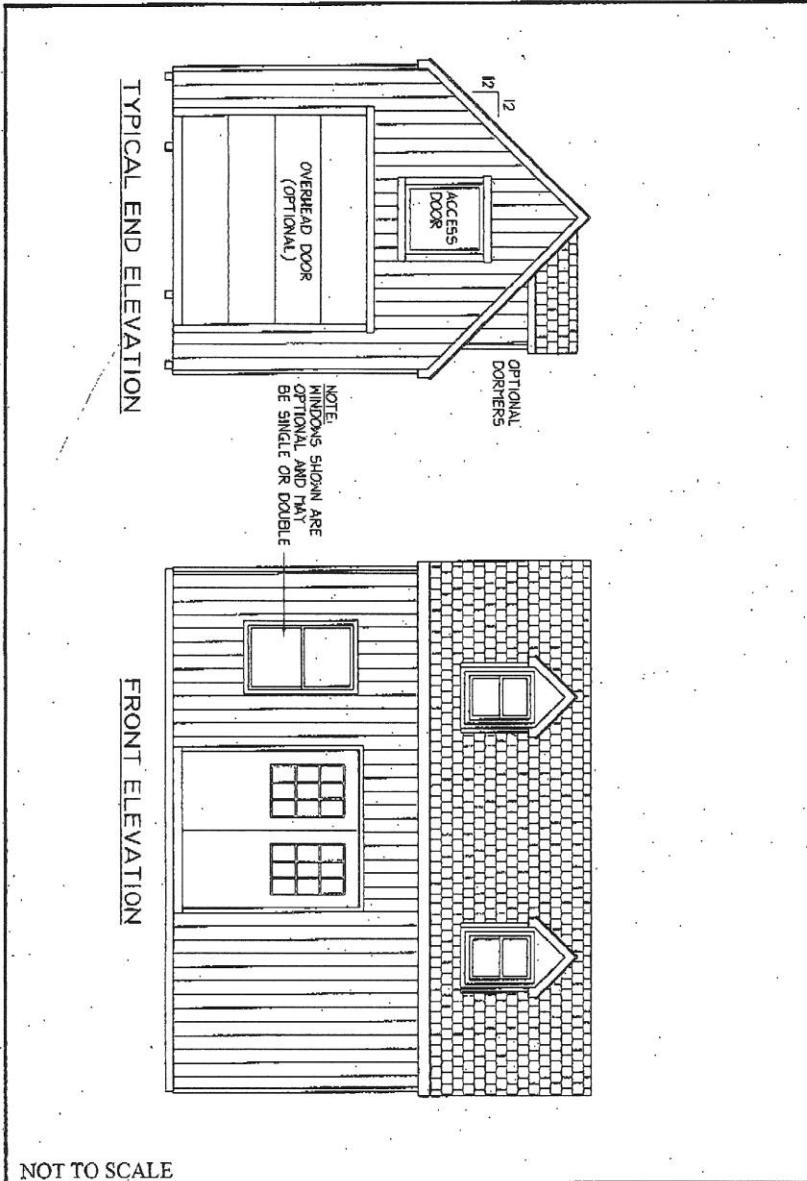 12
12
ACCESS
DOOR
OVERHEAD DOOR
(OPTIONAL)
OPTIONAL
DORMERS
TYPICAL END ELEVATION
NOTE:
WINDOWS SHOWN ARE
OPTIONAL AND MAY
BE SINGLE OR DOUBLE
FRONT ELEVATION
NOT TO SCALE